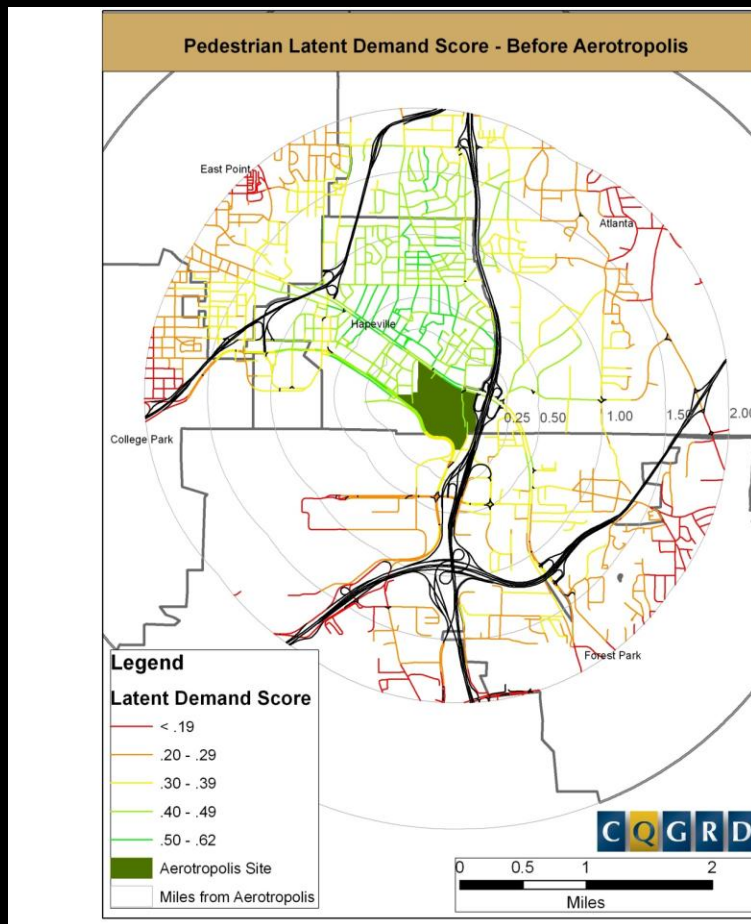 Pedestrian Latent Demand Score - Before Aerotropolis
East Point
Atlanta
Hapeville
0.25 0.50 1.00 1.50 2.00
College Park
Forest Park
Legend
Latent Demand Score
< .19
.20 - .29
.30 - .39
.40 - .49
.50 - .62
Aerotropolis Site
Miles from Aerotropolis
CQGRD
0 0.5 1 2
Miles